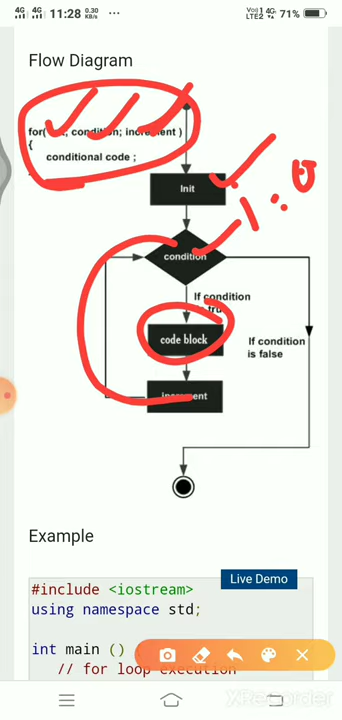 4G 4G 11:28 0.30 KB/s ... Vo) 1 4G LTE2 71%
Flow Diagram
for( condition; increment )
{
conditional code ;
Init
condition
If condition
code block
If condition
is false
increment
Example
Live Demo
#include <iostream>
using namespace std;
int main ()
// for loop execution
XRecorder